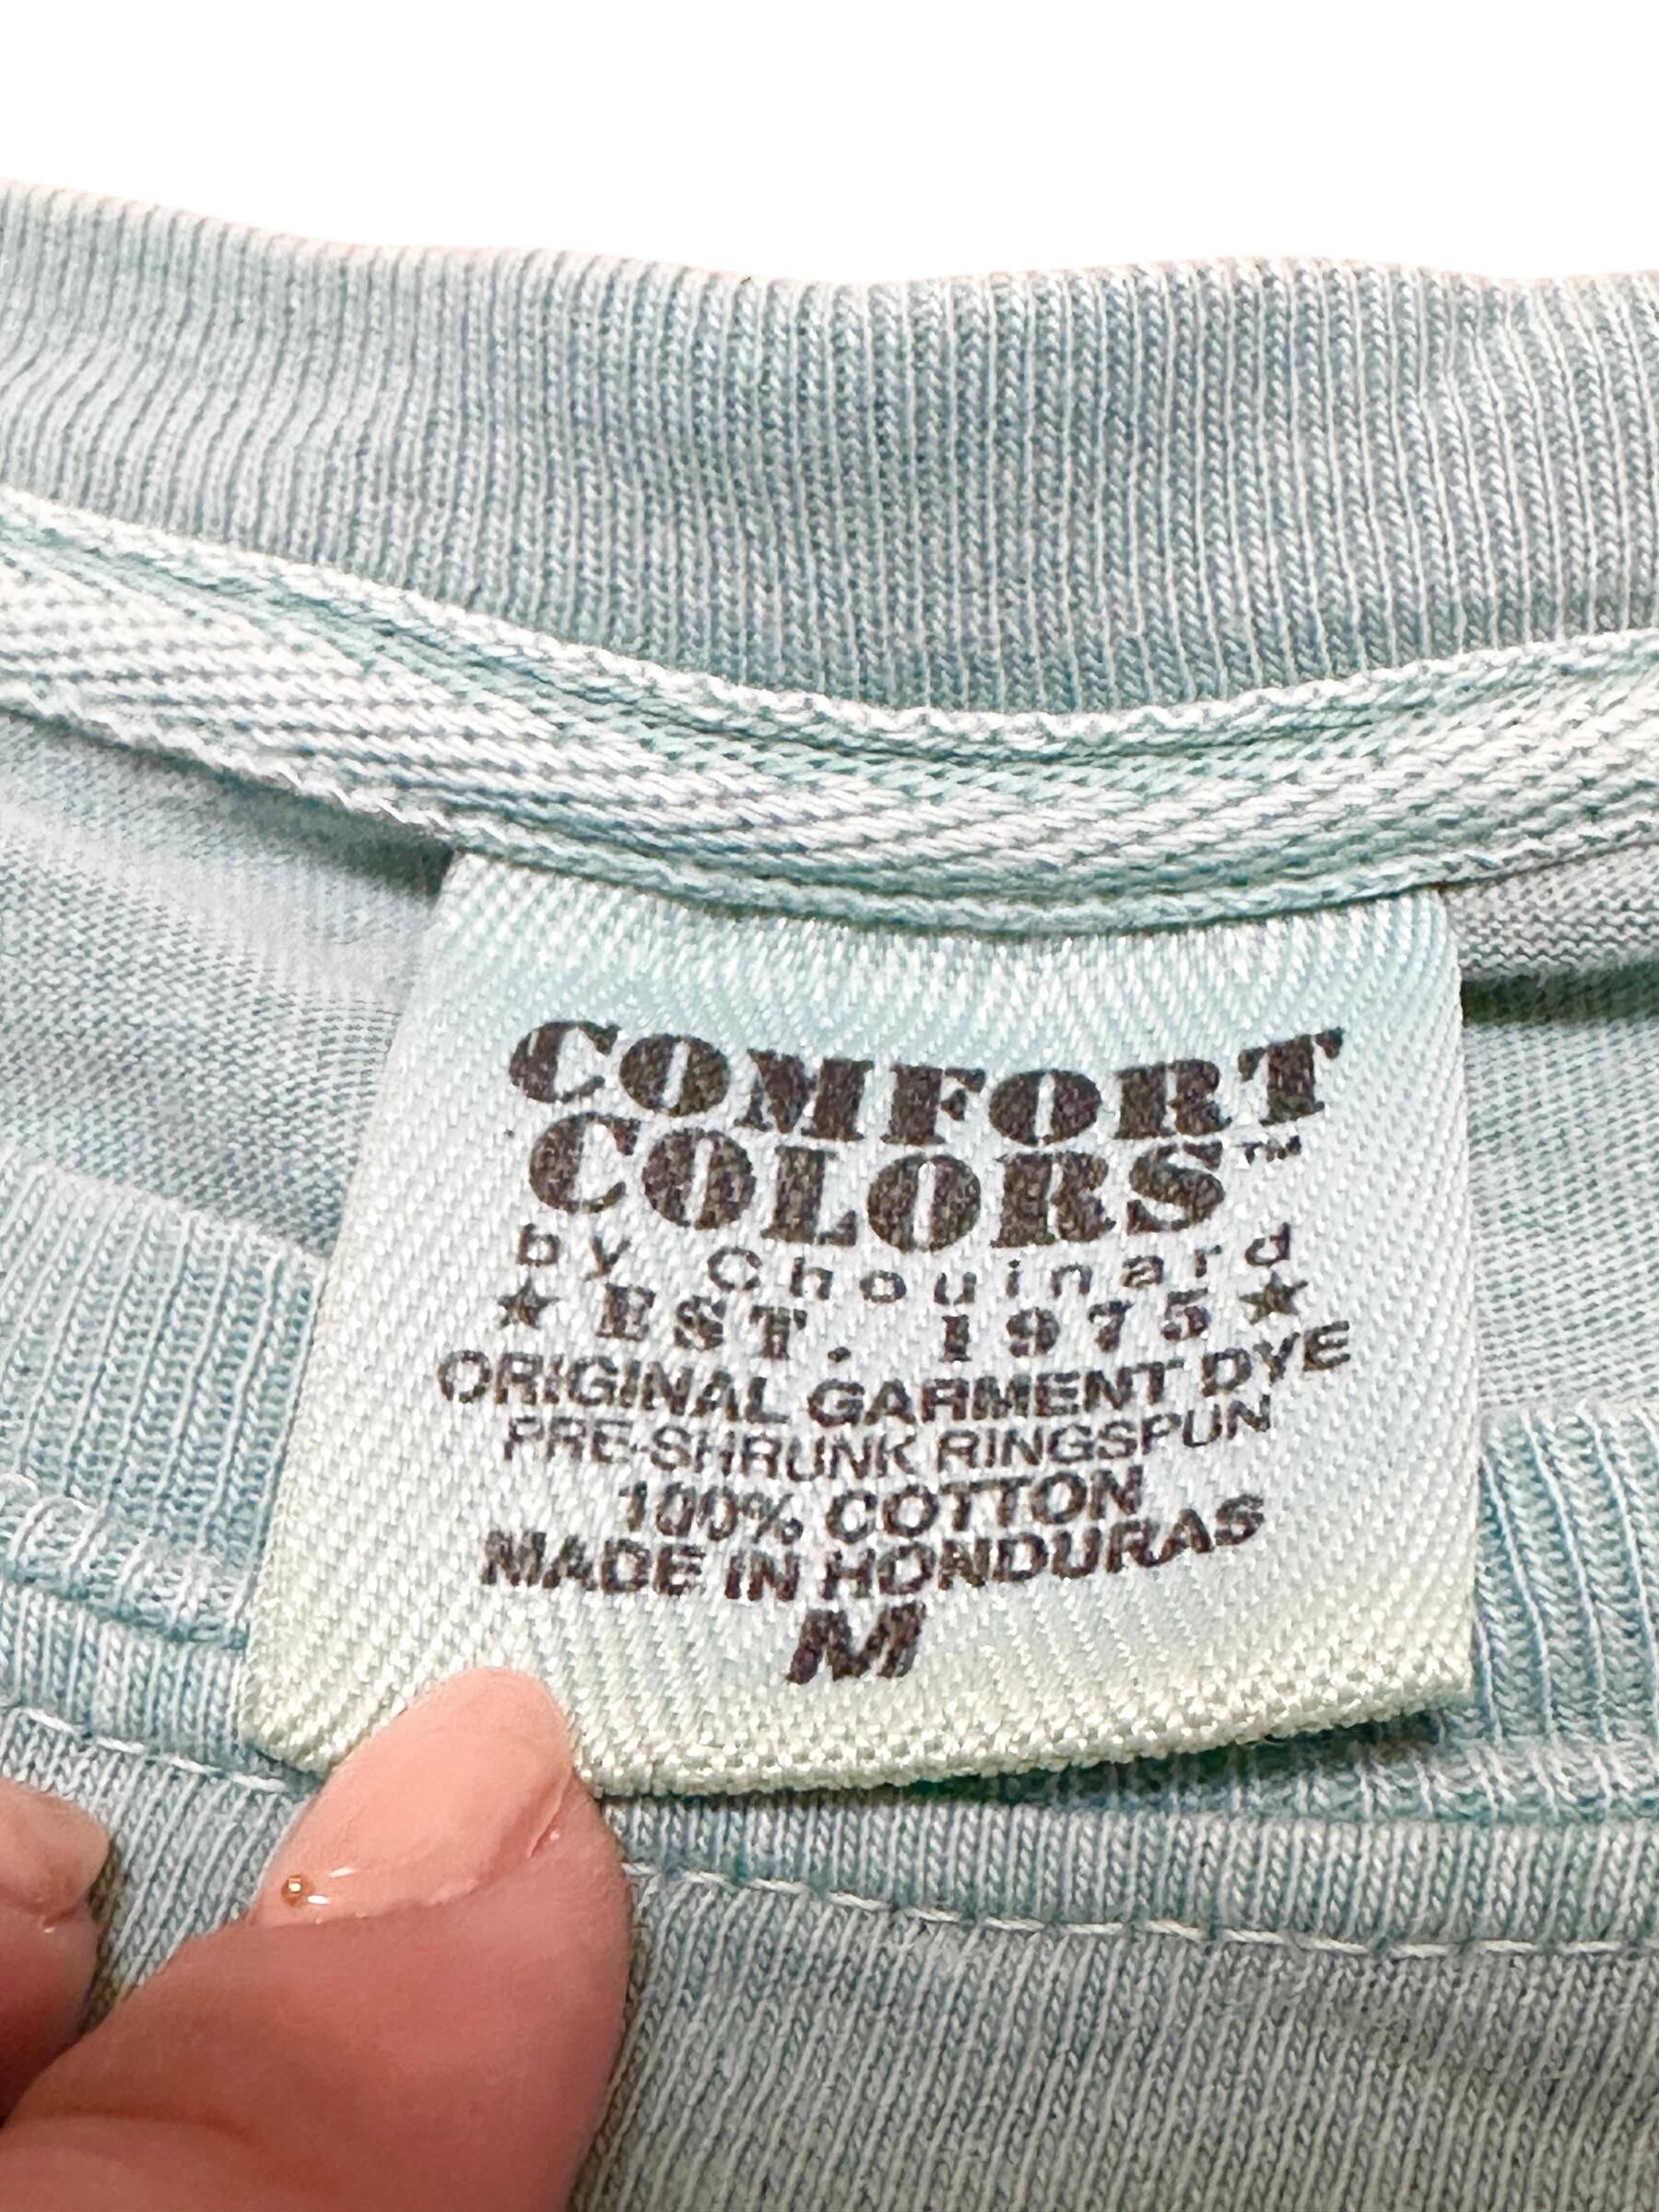 COMFORT
COLORS™
by Chouinard
★ EST. 1975 ★
ORIGINAL GARMENT DYE
PRE-SHRUNK RINGSPUN
100% COTTON
MADE IN HONDURAS
M